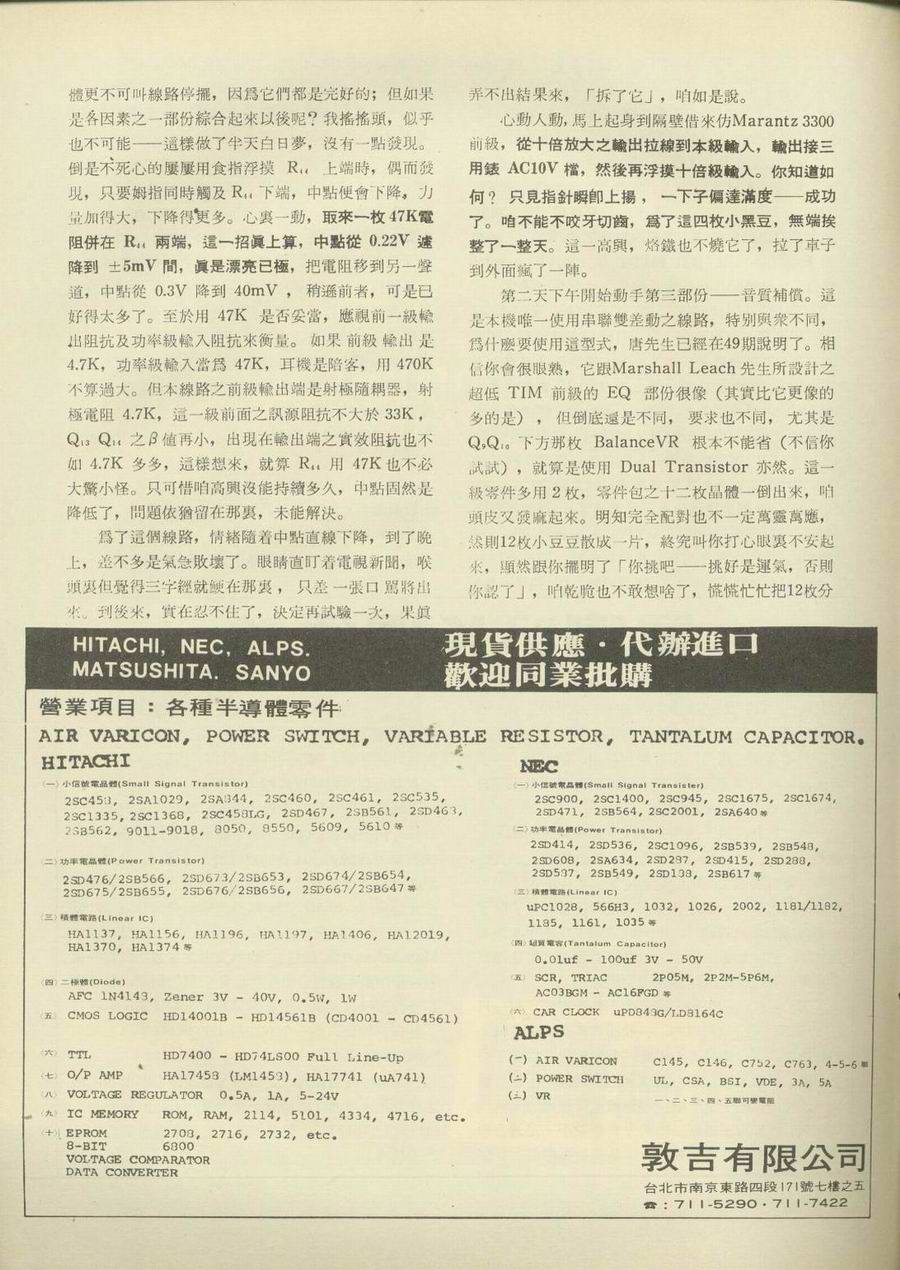 體更不可叫線路停擺，因爲它們都是完好的；但如果
是各因素之一部份綜合起來以後呢？我搖搖頭，似乎
也不可能——這樣做了半天白日夢，沒有一點發現。
倒是不死心的屢屢用食指浮摸 R₄₄ 上端時，偶而發
現，只要姆指同時觸及 R₄₄ 下端，中點便會下降，力
量加得大，下降得更多。心裏一動，取來一枚 47K電
阻併在 R₄₄ 兩端，這一招眞上算，中點從 0.22V 遽
降到 ±5mV 間，眞是漂亮已極，把電阻移到另一聲
道，中點從 0.3V 降到 40mV ， 稍遜前者，可是已
好得太多了。至於用 47K 是否妥當，應視前一級輸
出阻抗及功率級輸入阻抗來衡量。如果前級輸出是
4.7K，功率級輸入當爲 47K，耳機是陪客，用 470K
不算過大。但本線路之前級輸出端是射極隨耦器，射
極電阻 4.7K，這一級前面之訊源阻抗不大於 33K，
Q₁₃ Q₁₄ 之β值再小，出現在輸出端之實效阻抗也不
如 4.7K 多多，這樣想來，就算 R₄₄ 用 47K也不必
大驚小怪。只可惜咱高興沒能持續多久，中點固然是
降低了，問題依猶留在那裏，未能解決。
爲了這個線路，情緒隨着中點直線下降，到了晚
上，差不多是氣急敗壞了。眼睛直盯着電視新聞，喉
頭裏但覺得三字經就鯁在那裏，只差一張口駡將出
來。到後來，實在忍不住了，決定再試驗一次，果眞
弄不出結果來，「拆了它」，咱如是說。
心動人動，馬上起身到隔壁借來仿Marantz 3300
前級，從十倍放大之輸出拉線到本級輸入，輸出接三
用錶 AC10V 檔，然後再浮摸十倍級輸入。你知道如
何？ 只見指針瞬卽上揚，一下子偏達滿度——成功
了。咱不能不咬牙切齒，爲了這四枚小黑豆，無端挨
整了一整天。這一高興，烙鐵也不燒它了，拉了車子
到外面瘋了一陣。
第二天下午開始動手第三部份——音質補償。這
是本機唯一使用串聯雙差動之線路，特別與衆不同，
爲什麽要使用這型式，唐先生已經在49期說明了。相
信你會很眼熟，它跟Marshall Leach 先生所設計之
超低 TIM 前級的 EQ 部份很像（其實比它更像的
多的是），但倒底還是不同，要求也不同，尤其是
Q₉Q₁₀ 下方那枚 BalanceVR 根本不能省（不信你
試試），就算是使用 Dual Transistor 亦然。這一
級零件多用2枚，零件包之十二枚晶體一倒出來，咱
頭皮又發麻起來。明知完全配對也不一定萬靈萬應，
然則12枚小豆豆散成一片，終究叫你打心眼裏不安起
來，顯然跟你擺明了「你挑吧——挑好是運氣，否則
你認了」，咱乾脆也不敢想啥了，慌慌忙忙把12枚分
HITACHI, NEC, ALPS.
MATSUSHITA. SANYO
現貨供應・代辦進口
歡迎同業批購
營業項目：各種半導體零件
AIR VARICON, POWER SWITCH, VARIABLE RESISTOR, TANTALUM CAPACITOR.
HITACHI
㈠小信號電晶體(Small Signal Transistor)
2SC458, 2SA1029, 2SA844, 2SC460, 2SC461, 2SC535,
2SC1335, 2SC1368, 2SC458LG, 2SD467, 2SB561, 2SD468,
2SB562, 9011-9018, 8050, 8550, 5609, 5610等
㈡功率電晶體(Power Transistor)
2SD476/2SB566, 2SD673/2SB653, 2SD674/2SB654,
2SD675/2SB655, 2SD676/2SB656, 2SD667/2SB647等
㈢積體電路(Linear IC)
HA1137, HA1156, HA1196, HA1197, HA1406, HA12019,
HA1370, HA1374等
㈣二極體(Diode)
AFC 1N4148, Zener 3V - 40V, 0.5W, 1W
㈤ CMOS LOGIC HD14001B - HD14561B (CD4001 - CD4561)
㈥ TTL HD7400 - HD74LS00 Full Line-Up
㈦ O/P AMP HA17458 (LM1458), HA17741 (uA741)
㈧ VOLTAGE REGULATOR 0.5A, 1A, 5-24V
㈨ IC MEMORY ROM, RAM, 2114, 5101, 4334, 4716, etc.
㈩ EPROM 2708, 2716, 2732, etc.
8-BIT 6800
VOLTAGE COMPARATOR
DATA CONVERTER
NEC
㈠小信號電晶體(Small Signal Transister)
2SC900, 2SC1400, 2SC945, 2SC1675, 2SC1674,
2SD471, 2SB564, 2SC2001, 2SA640等
㈡功率電晶體(Power Transistor)
2SD414, 2SD536, 2SC1096, 2SB539, 2SB548,
2SD608, 2SA634, 2SD287, 2SD415, 2SD288,
2SD587, 2SB549, 2SD188, 2SB617等
㈢積體電路(Linear IC)
uPC1028, 566H3, 1032, 1026, 2002, 1181/1182,
1185, 1161, 1035等
㈣鉭質電容(Tantalum Capacitor)
0.01uf - 100uf 3V - 50V
㈤ SCR, TRIAC 2P05M, 2P2M-5P6M,
AC03BGM - AC16FGD等
㈥ CAR CLOCK uPD848G/LD8164C
ALPS
㈠ AIR VARICON C145, C146, C752, C763, 4-5-6聯
㈡ POWER SWITCH UL, CSA, BSI, VDE, 3A, 5A
㈢ VR 一、二、三、四、五聯可變電阻
敦吉有限公司
台北市南京東路四段171號七樓之五
☎：711-5290・711-7422